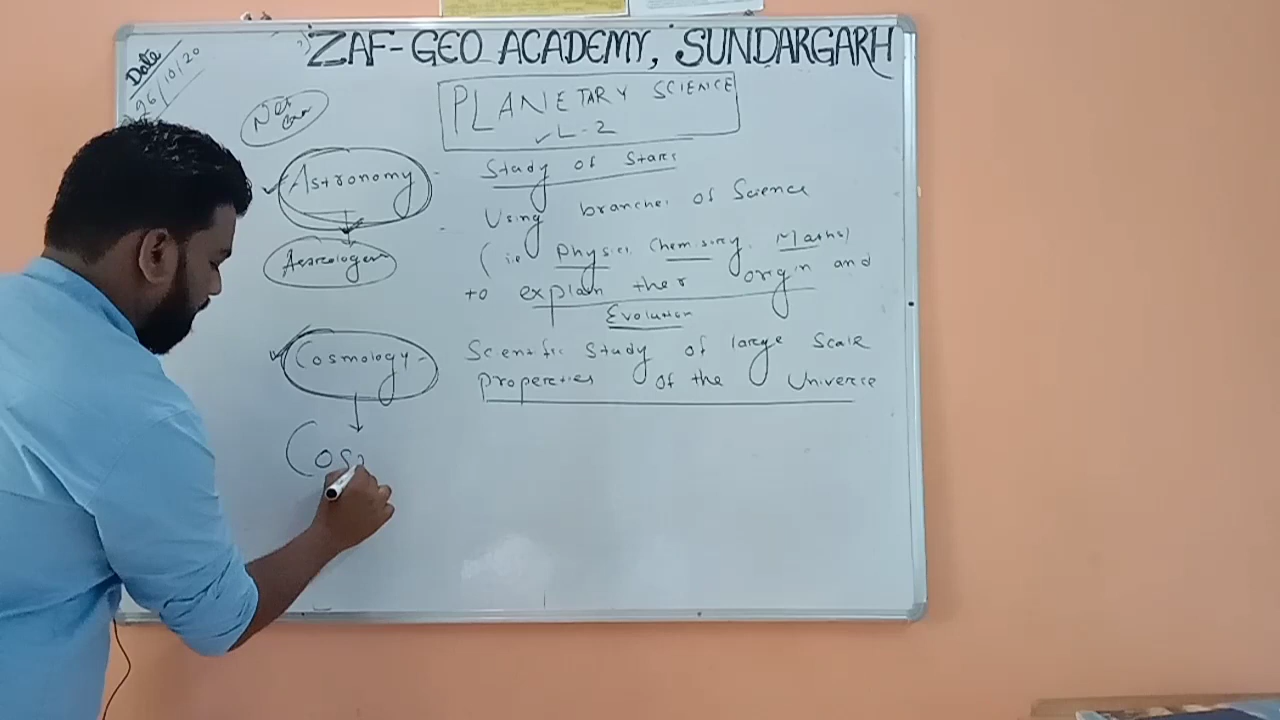 ZAF-GEO ACADEMY, SUNDARGARH
Date
26/10/20
PLANETARY SCIENCE
L-2
Astronomy - Study of Stars
- Using branches of Science
(i.e Physics, Chemistry, Maths)
to explain their origin and
Evolution
Cosmology - Scientific Study of large Scale
properties of the Universe
Cos